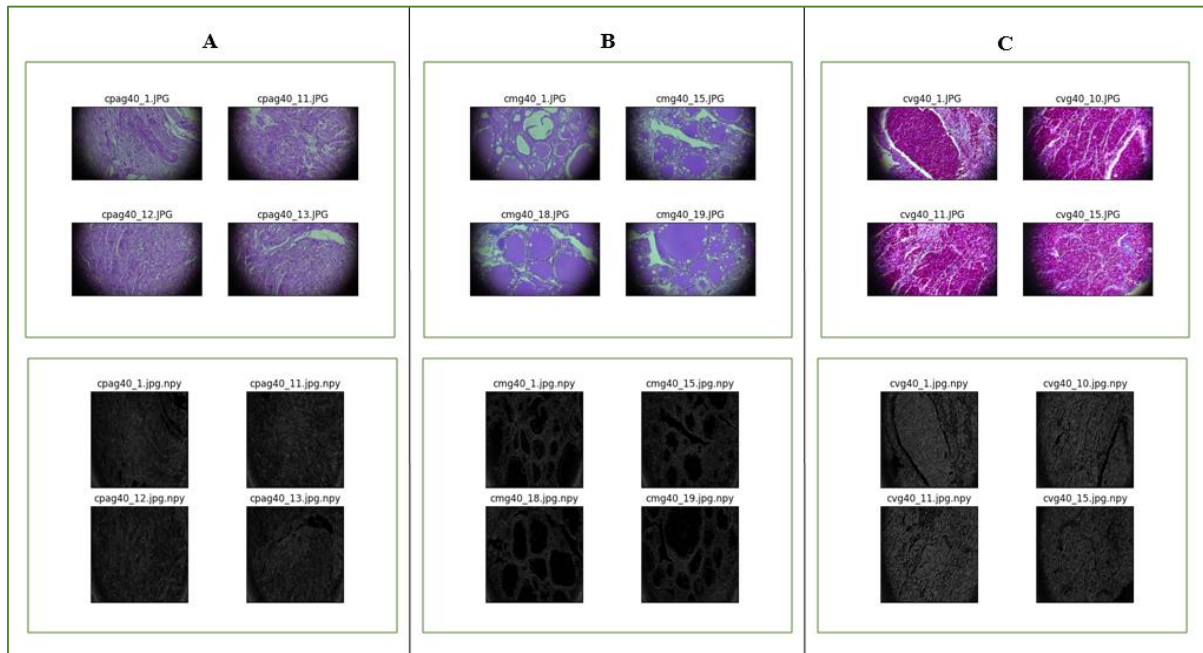 A
cpag40_1.JPG cpag40_11.JPG
cpag40_12.JPG cpag40_13.JPG
cpag40_1.jpg.npy cpag40_11.jpg.npy
cpag40_12.jpg.npy cpag40_13.jpg.npy
B
cmg40_1.JPG cmg40_15.JPG
cmg40_18.JPG cmg40_19.JPG
cmg40_1.jpg.npy cmg40_15.jpg.npy
cmg40_18.jpg.npy cmg40_19.jpg.npy
C
cvg40_1.JPG cvg40_10.JPG
cvg40_11.JPG cvg40_15.JPG
cvg40_1.jpg.npy cvg40_10.jpg.npy
cvg40_11.jpg.npy cvg40_15.jpg.npy